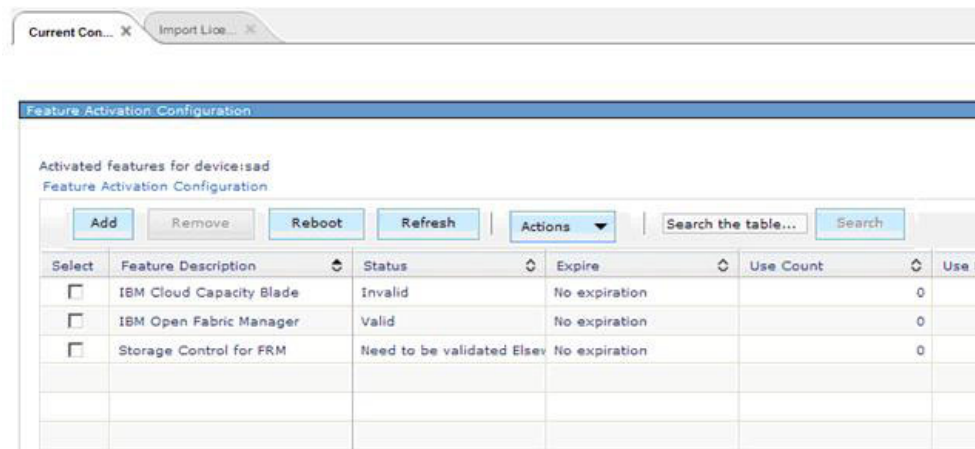 Current Con... X Import Lice... X
Feature Activation Configuration
Activated features for device:sad
Feature Activation Configuration
Add Remove Reboot Refresh Actions Search the table... Search
Select Feature Description Status Expire Use Count Use
IBM Cloud Capacity Blade Invalid No expiration 0
IBM Open Fabric Manager Valid No expiration 0
Storage Control for FRM Need to be validated Elsew No expiration 0